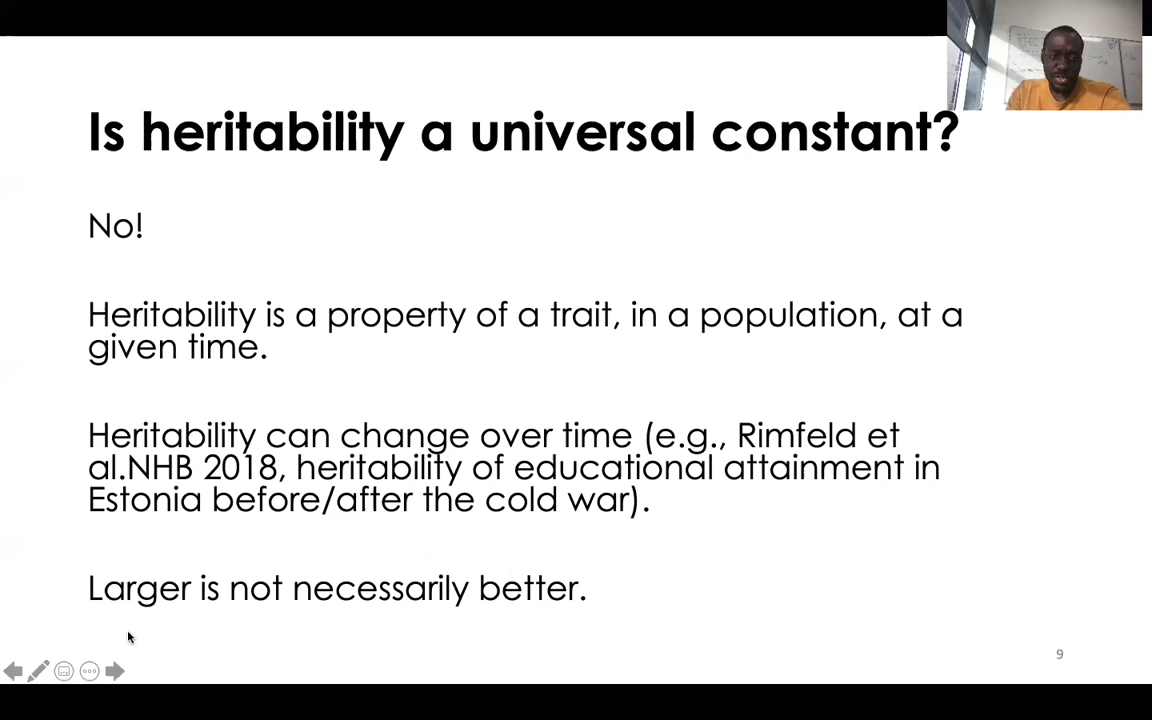 Is heritability a universal constant?
No!
Heritability is a property of a trait, in a population, at a
given time.
Heritability can change over time (e.g., Rimfeld et
al.NHB 2018, heritability of educational attainment in
Estonia before/after the cold war).
Larger is not necessarily better.
9